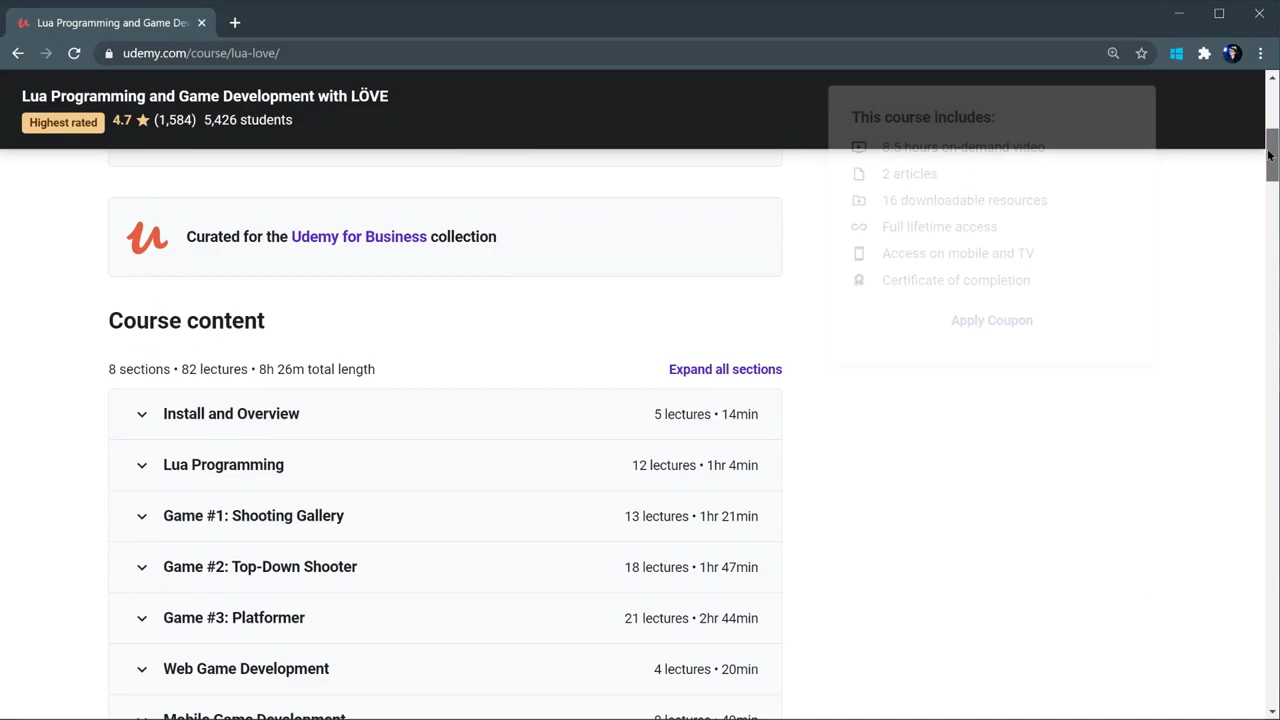 Lua Programming and Game De
udemy.com/course/lua-love/
Lua Programming and Game Development with LÖVE
Highest rated 4.7 (1,584) 5,426 students
This course includes:
8.5 hours on-demand video
2 articles
16 downloadable resources
Full lifetime access
Access on mobile and TV
Certificate of completion
Apply Coupon
Curated for the Udemy for Business collection
Course content
8 sections • 82 lectures • 8h 26m total length
Expand all sections
Install and Overview 5 lectures • 14min
Lua Programming 12 lectures • 1hr 4min
Game #1: Shooting Gallery 13 lectures • 1hr 21min
Game #2: Top-Down Shooter 18 lectures • 1hr 47min
Game #3: Platformer 21 lectures • 2hr 44min
Web Game Development 4 lectures • 20min
Mobile Game Development